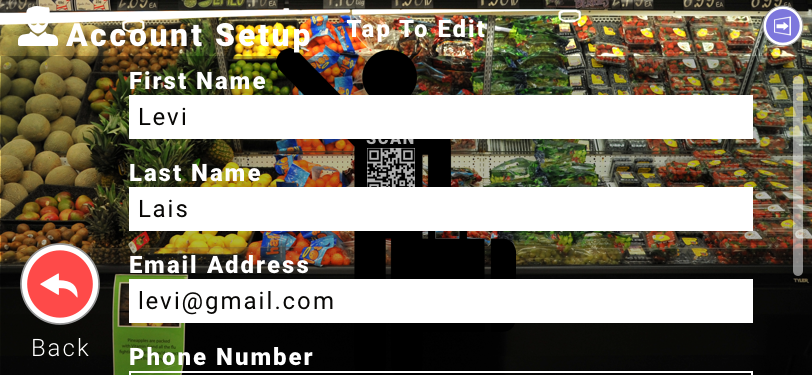 Account Setup
Tap To Edit
First Name
Levi
SCAN
Last Name
Lais
Email Address
levi@gmail.com
Back
Phone Number